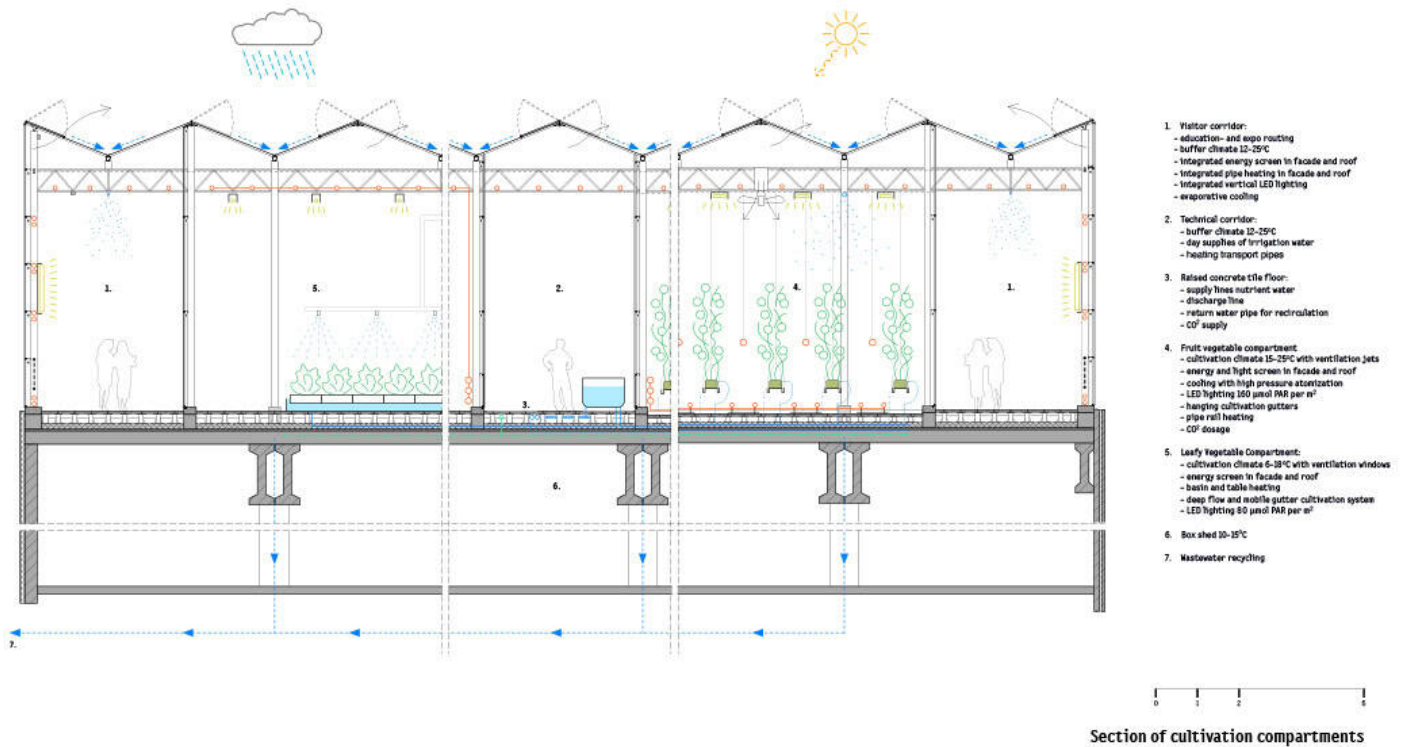 1.
5.
2.
4.
1.
3.
6.
7.
1. Visitor corridor:
- education- and expo routing
- buffer climate 12-25ºC
- integrated energy screen in facade and roof
- integrated pipe heating in facade and roof
- integrated vertical LED lighting
- evaporative cooling
2. Technical corridor:
- buffer climate 12-25ºC
- day supplies of irrigation water
- heating transport pipes
3. Raised concrete tile floor:
- supply lines nutrient water
- discharge line
- return water pipe for recirculation
- CO² supply
4. Fruit vegetable compartment
- cultivation climate 15-25ºC with ventilation jets
- energy and light screen in facade and roof
- cooling with high pressure atomization
- LED lighting 160 µmol PAR per m²
- hanging cultivation gutters
- pipe rail heating
- CO² dosage
5. Leafy Vegetable Compartment:
- cultivation climate 6-18ºC with ventilation windows
- energy screen in facade and roof
- basin and table heating
- deep flow and mobile gutter cultivation system
- LED lighting 80 µmol PAR per m²
6. Box shed 10-15ºC
7. Wastewater recycling
0 1 2 5
Section of cultivation compartments